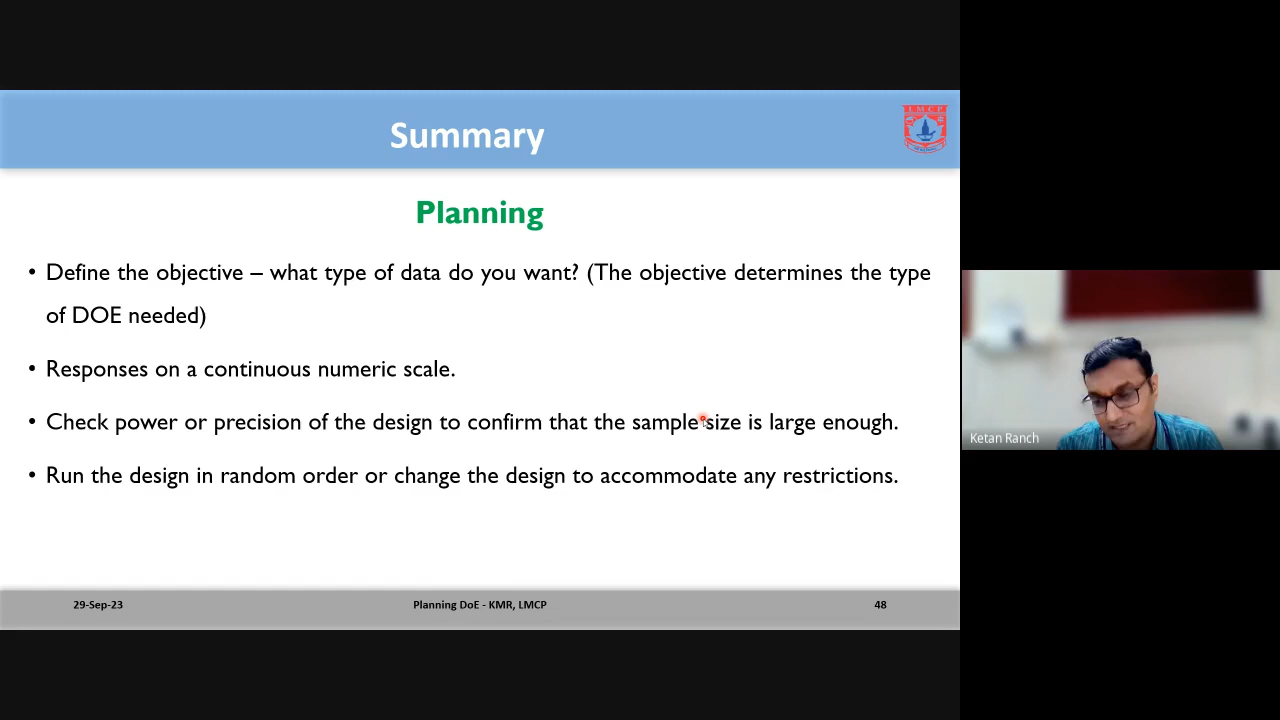 Summary
LMCP
Planning
• Define the objective – what type of data do you want? (The objective determines the type
of DOE needed)
• Responses on a continuous numeric scale.
• Check power or precision of the design to confirm that the sample size is large enough.
• Run the design in random order or change the design to accommodate any restrictions.
29-Sep-23
Planning DoE - KMR, LMCP
48
Ketan Ranch